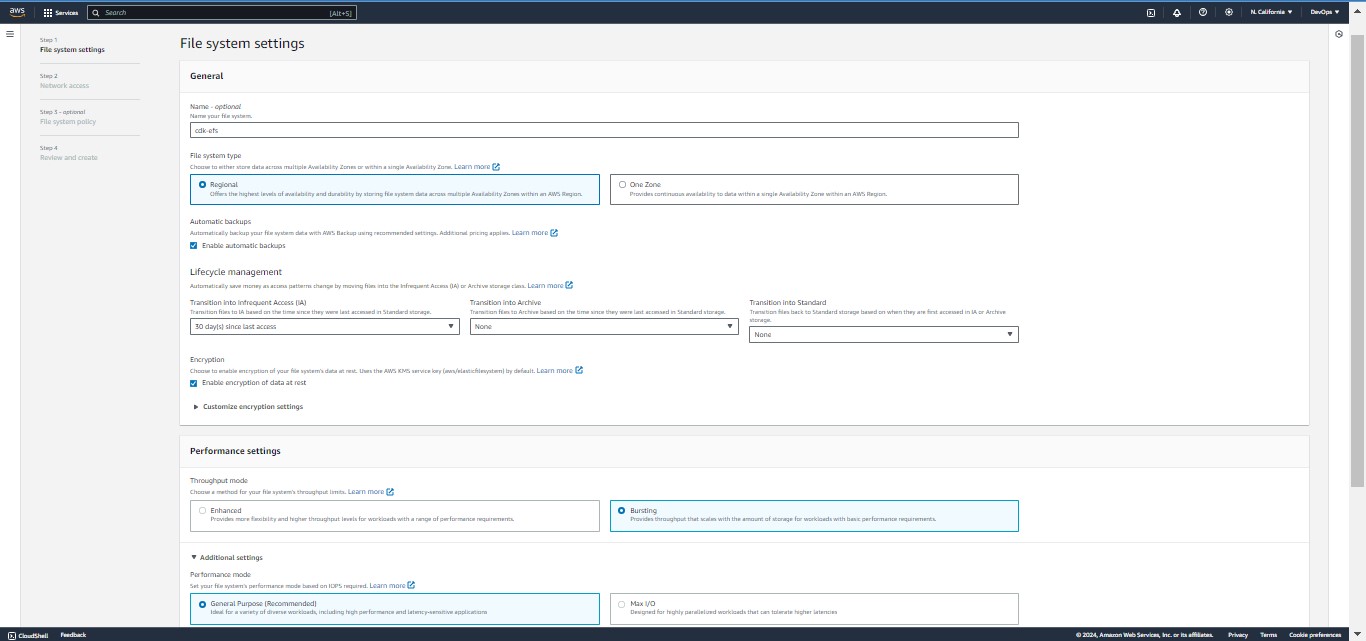 aws
Services
Search
[Alt+S]
N. California
DevOps
Step 1
File system settings
Step 2
Network access
Step 3 - optional
File system policy
Step 4
Review and create
File system settings
General
Name - optional
Name your file system.
cdk-efs
File system type
Choose to either store data across multiple Availability Zones or within a single Availability Zone. Learn more
Regional
Offers the highest levels of availability and durability by storing file system data across multiple Availability Zones within an AWS Region.
One Zone
Provides continuous availability to data within a single Availability Zone within an AWS Region.
Automatic backups
Automatically backup your file system data with AWS Backup using recommended settings. Additional pricing applies. Learn more
Enable automatic backups
Lifecycle management
Automatically save money as access patterns change by moving files into the Infrequent Access (IA) or Archive storage class. Learn more
Transition into Infrequent Access (IA)
Transition files to IA based on the time since they were last accessed in Standard storage.
30 day(s) since last access
Transition into Archive
Transition files to Archive based on the time since they were last accessed in Standard storage.
None
Transition into Standard
Transition files back to Standard storage based on when they are first accessed in IA or Archive
storage.
None
Encryption
Choose to enable encryption of your file system's data at rest. Uses the AWS KMS service key (aws/elasticfilesystem) by default. Learn more
Enable encryption of data at rest
Customize encryption settings
Performance settings
Throughput mode
Choose a method for your file system's throughput limits. Learn more
Enhanced
Provides more flexibility and higher throughput levels for workloads with a range of performance requirements.
Bursting
Provides throughput that scales with the amount of storage for workloads with basic performance requirements.
Additional settings
Performance mode
Set your file system's performance mode based on IOPS required. Learn more
General Purpose (Recommended)
Ideal for a variety of diverse workloads, including high performance and latency-sensitive applications
Max I/O
Designed for highly parallelized workloads that can tolerate higher latencies
CloudShell
Feedback
© 2024, Amazon Web Services, Inc. or its affiliates.
Privacy
Terms
Cookie preferences